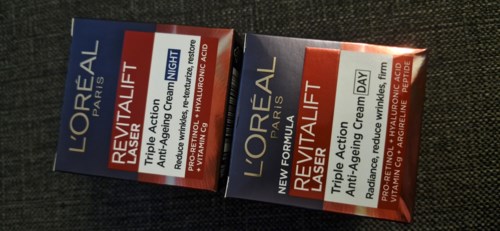 L'ORÉAL
PARIS
REVITALIFT
LASER
Triple Action
Anti-Ageing Cream NIGHT
Reduce wrinkles, re-texturize, restore
PRO-RETINOL + HYALURONIC ACID
+ VITAMIN Cg
L'ORÉAL
PARIS
NEW FORMULA
REVITALIFT
LASER
Triple Action
Anti-Ageing Cream DAY
Radiance, reduce wrinkles, firm
PRO-RETINOL + HYALURONIC ACID
VITAMIN Cg + ARGIRELINE PEPTIDE